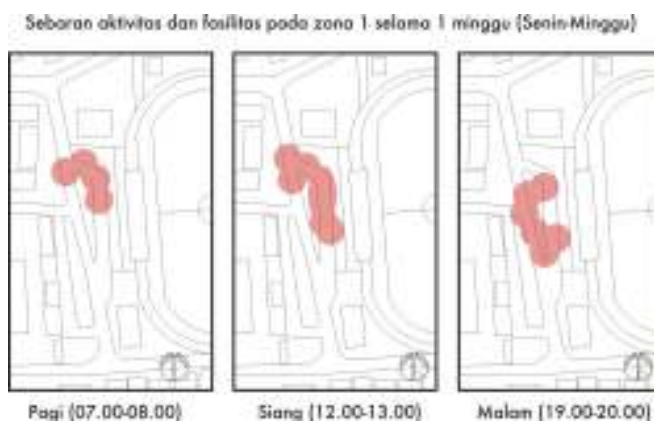 Sebaran aktivitas dan fasilitas pada zona 1 selama 1 minggu (Senin-Minggu)
Pagi (07.00-08.00)
Siang (12.00-13.00)
Malam (19.00-20.00)